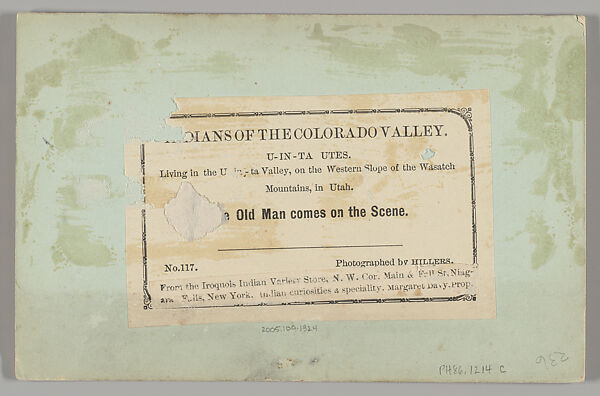 DIANS OF THE COLORADO VALLEY.
U-IN-TA UTES.
Living in the U-in-ta Valley, on the Western Slope of the Wasatch
Mountains, in Utah.
e Old Man comes on the Scene.
No.117.
Photographed by HILLERS.
From the Iroquois Indian Variety Store, N. W. Cor. Main & Fall St, Niag-
ara Falls, New York. Indian curiosities a speciality. Margaret Davy, Prop.
2005.100.1324
PH86.1214 C
236